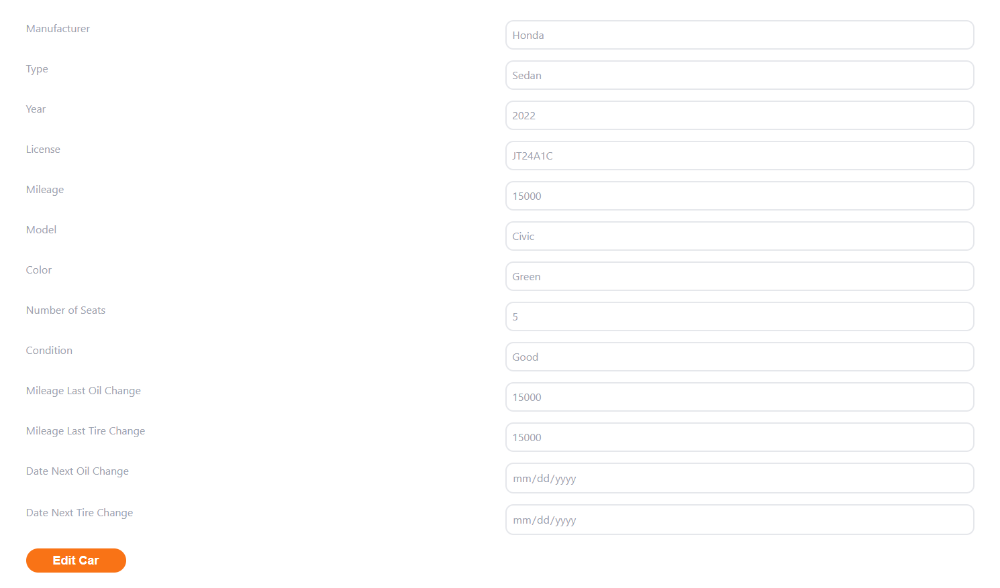 Manufacturer Honda
Type Sedan
Year 2022
License JT24A1C
Mileage 15000
Model Civic
Color Green
Number of Seats 5
Condition Good
Mileage Last Oil Change 15000
Mileage Last Tire Change 15000
Date Next Oil Change mm/dd/yyyy
Date Next Tire Change mm/dd/yyyy
Edit Car